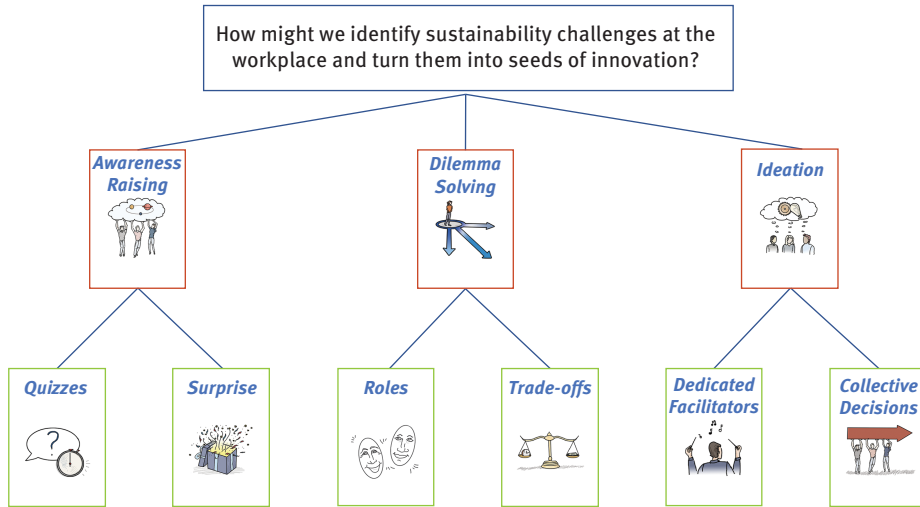 How might we identify sustainability challenges at the
workplace and turn them into seeds of innovation?
Awareness
Raising
Dilemma
Solving
Ideation
Quizzes
Surprise
Roles
Trade-offs
Dedicated
Facilitators
Collective
Decisions
?